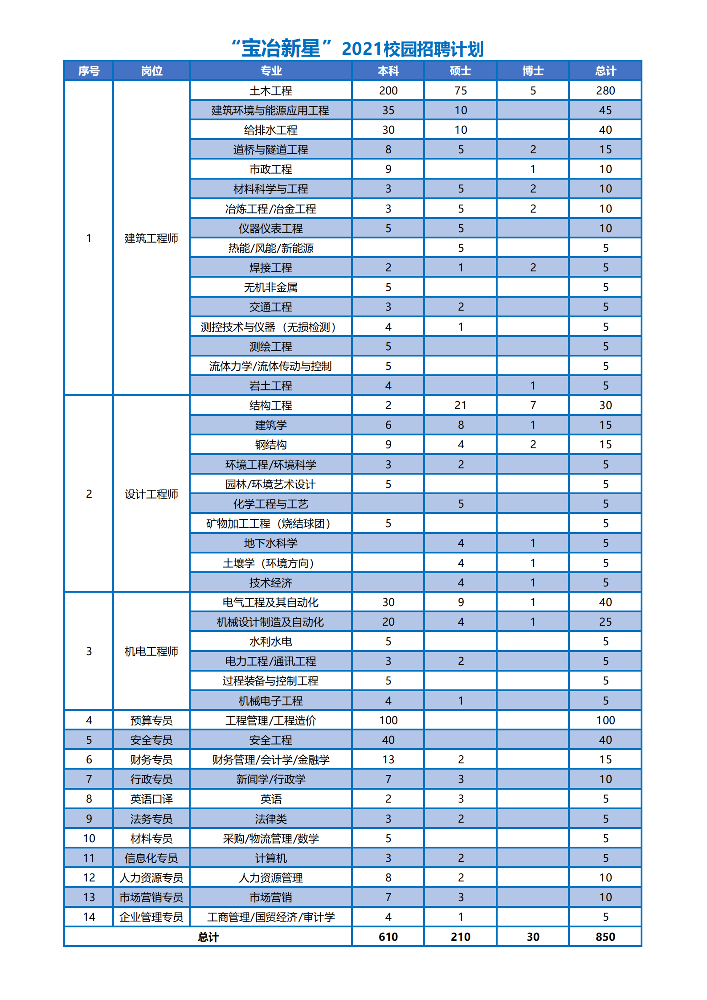 “宝冶新星”2021校园招聘计划
序号 岗位 专业 本科 硕士 博士 总计
1 建筑工程师 土木工程 200 75 5 280
建筑环境与能源应用工程 35 10 45
给排水工程 30 10 40
道桥与隧道工程 8 5 2 15
市政工程 9 1 10
材料科学与工程 3 5 2 10
冶炼工程/冶金工程 3 5 2 10
仪器仪表工程 5 5 10
热能/风能/新能源 5 5
焊接工程 2 1 2 5
无机非金属 5 5
交通工程 3 2 5
测控技术与仪器（无损检测） 4 1 5
测绘工程 5 5
流体力学/流体传动与控制 5 5
岩土工程 4 1 5
2 设计工程师 结构工程 2 21 7 30
建筑学 6 8 1 15
钢结构 9 4 2 15
环境工程/环境科学 3 2 5
园林/环境艺术设计 5 5
化学工程与工艺 5 5
矿物加工工程（烧结球团） 5 5
地下水科学 4 1 5
土壤学（环境方向） 4 1 5
技术经济 4 1 5
3 机电工程师 电气工程及其自动化 30 9 1 40
机械设计制造及自动化 20 4 1 25
水利水电 5 5
电力工程/通讯工程 3 2 5
过程装备与控制工程 5 5
机械电子工程 4 1 5
4 预算专员 工程管理/工程造价 100 100
5 安全专员 安全工程 40 40
6 财务专员 财务管理/会计学/金融学 13 2 15
7 行政专员 新闻学/行政学 7 3 10
8 英语口译 英语 2 3 5
9 法务专员 法律类 3 2 5
10 材料专员 采购/物流管理/数学 5 5
11 信息化专员 计算机 3 2 5
12 人力资源专员 人力资源管理 8 2 10
13 市场营销专员 市场营销 7 3 10
14 企业管理专员 工商管理/国贸经济/审计学 4 1 5
总计 610 210 30 850